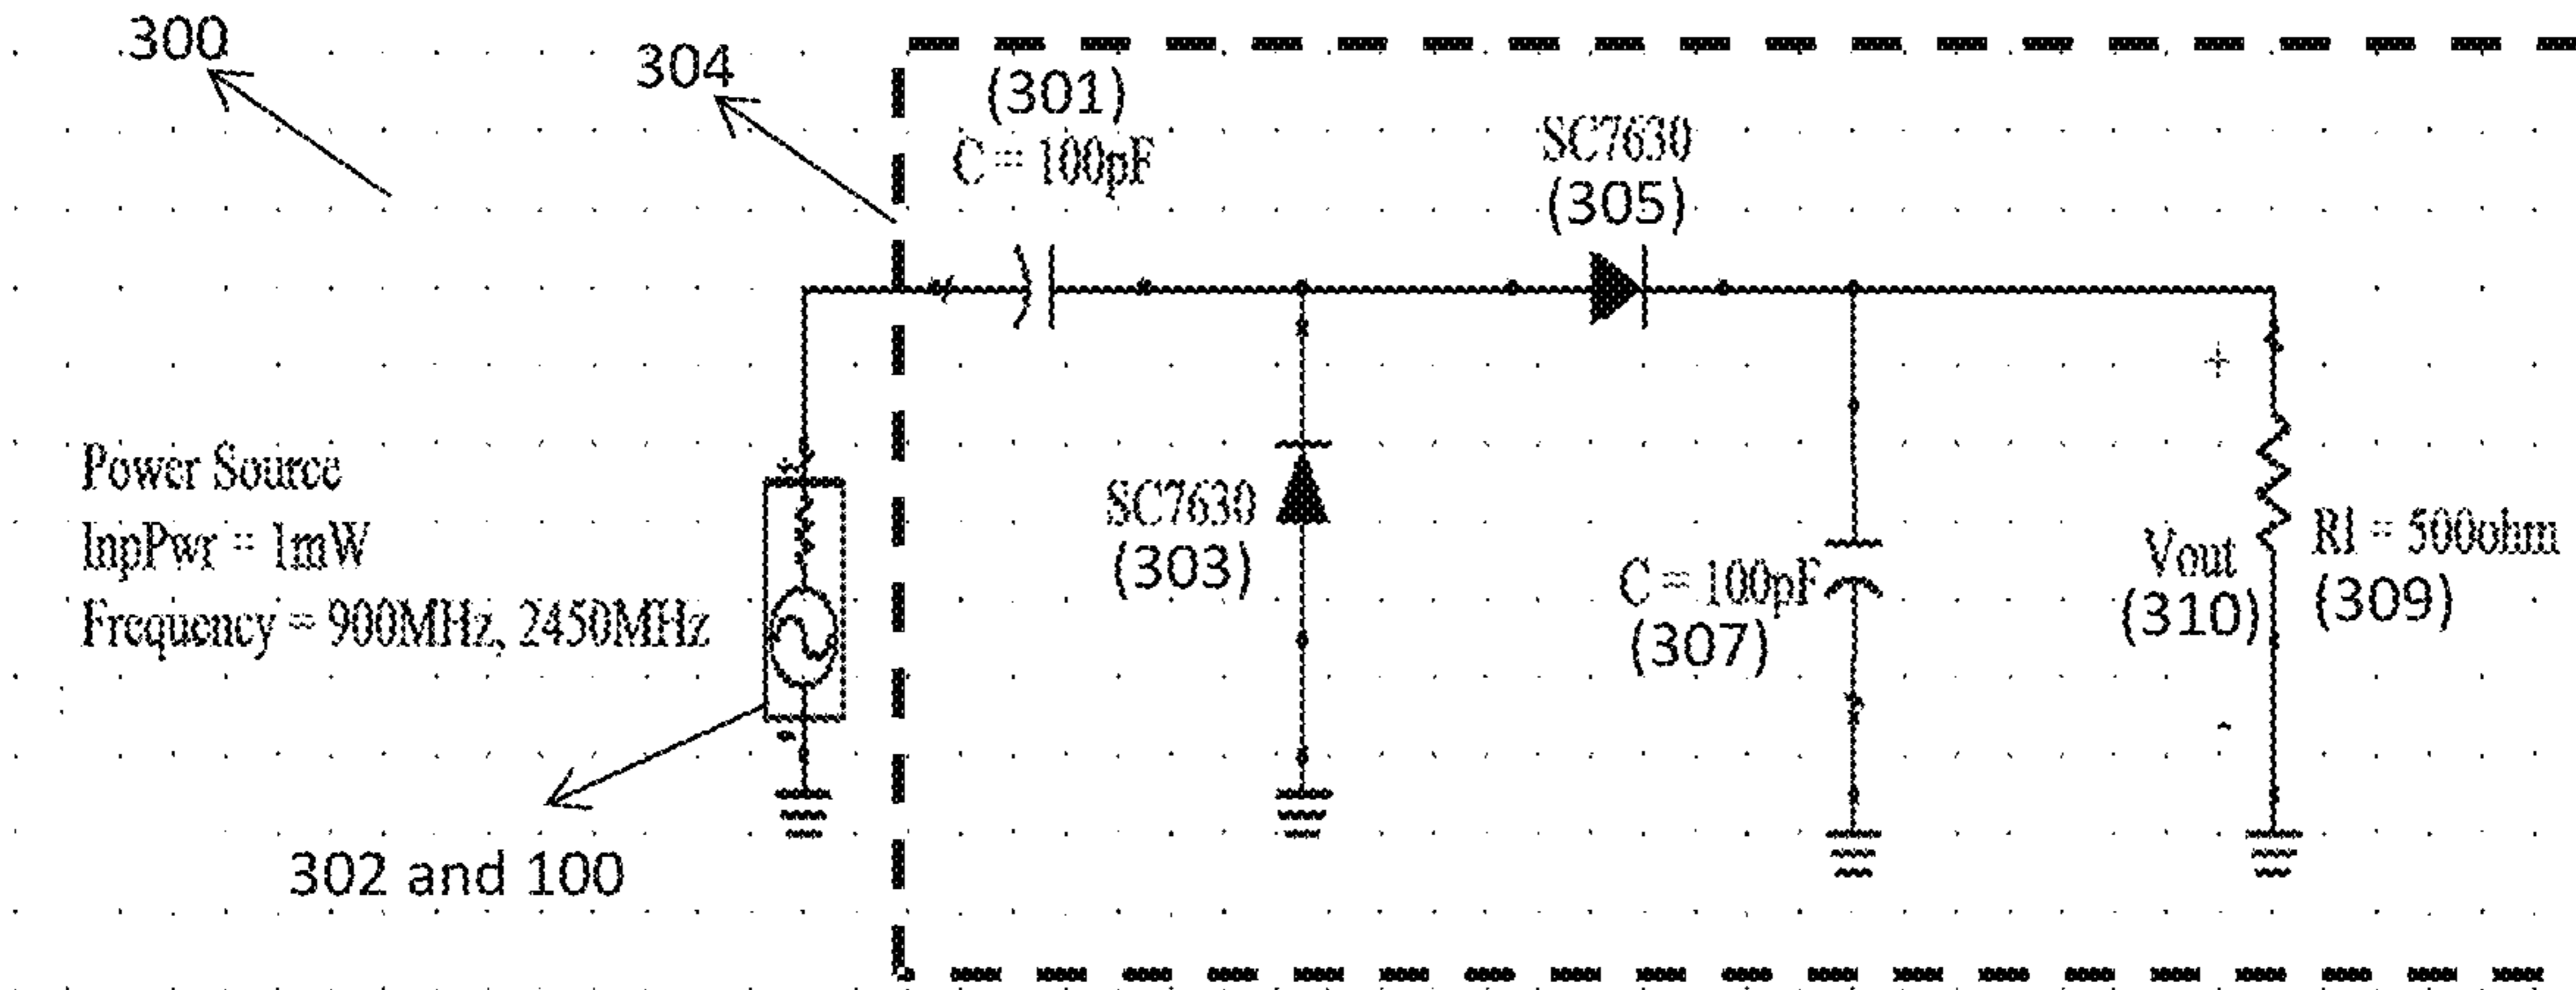 300
304
(301)
C = 100pF
SC7630
(305)
Power Source
InpPwr = 1mW
Frequency = 900MHz, 2450MHz
SC7630
(303)
C = 100pF
(307)
+
Vout
(310)
-
Rl = 500ohm
(309)
302 and 100